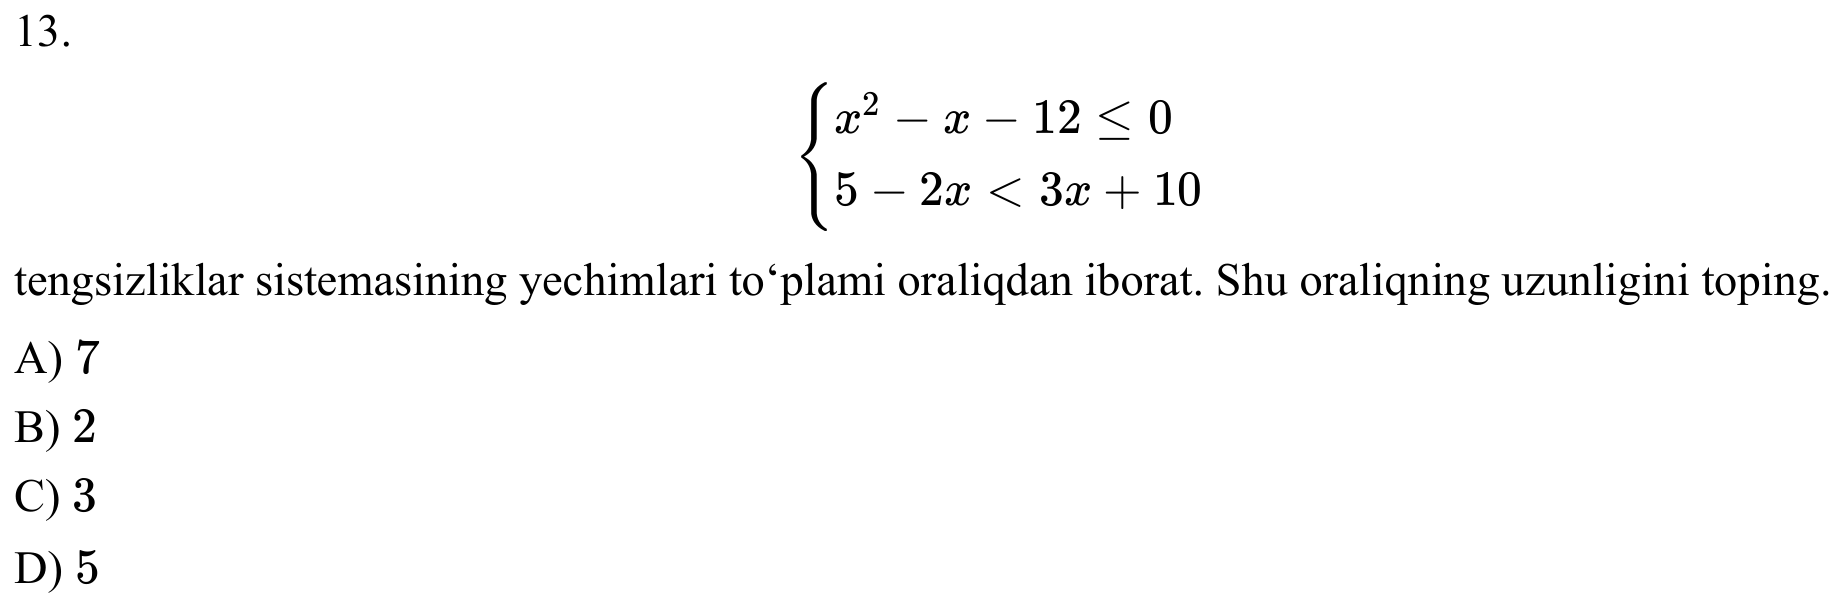 13.
x² − x − 12 ≤ 0
5 − 2x < 3x + 10
tengsizliklar sistemasining yechimlari to‘plami oraliqdan iborat. Shu oraliqning uzunligini toping.
A) 7
B) 2
C) 3
D) 5